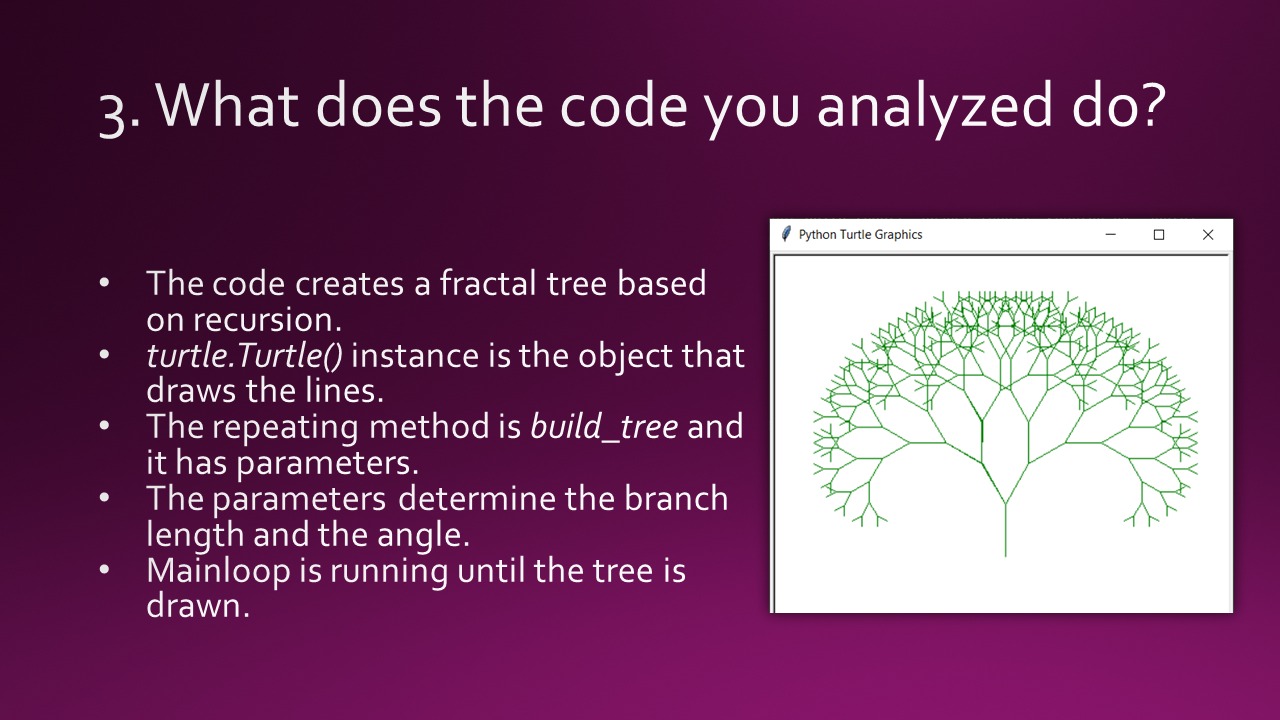 3. What does the code you analyzed do?
• The code creates a fractal tree based
on recursion.
• turtle.Turtle() instance is the object that
draws the lines.
• The repeating method is build_tree and
it has parameters.
• The parameters determine the branch
length and the angle.
• Mainloop is running until the tree is
drawn.
Python Turtle Graphics